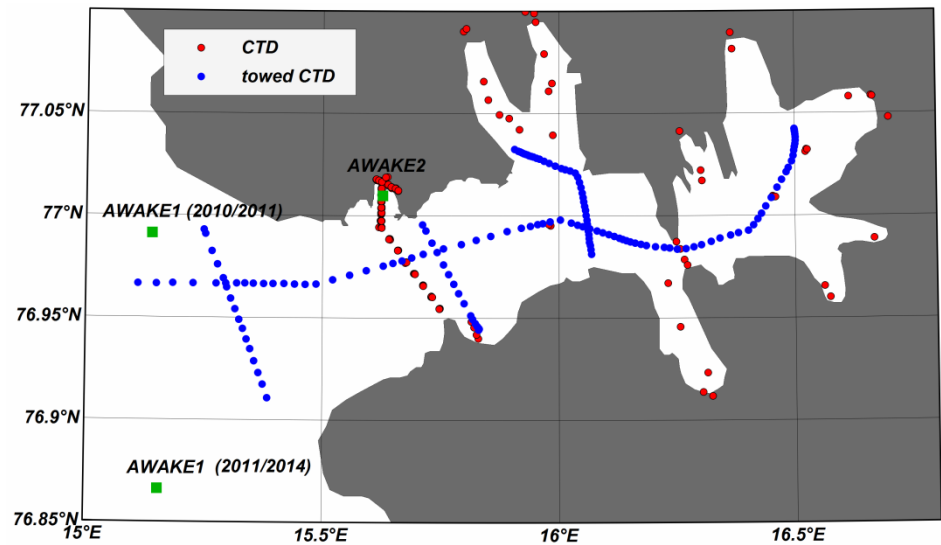 CTD
towed CTD
77.05°N
AWAKE2
77°N
AWAKE1 (2010/2011)
76.95°N
76.9°N
AWAKE1 (2011/2014)
76.85°N
15°E
15.5°E
16°E
16.5°E